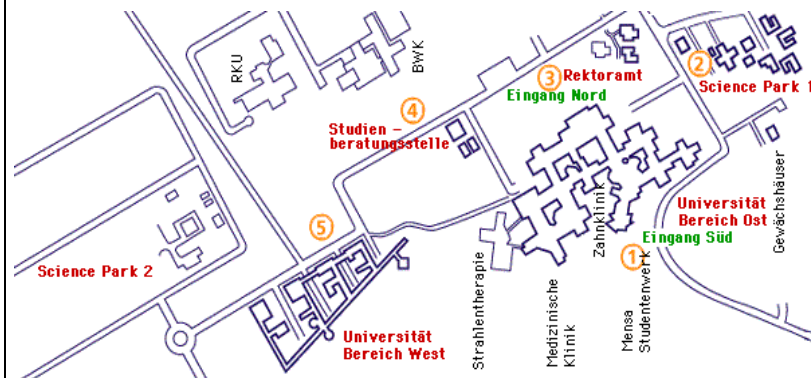 RKU
BWK
3
Rektoramt
2
Eingang Nord
Science Park 1
4
Studien –
beratungsstelle
Zahnklinik
Universität
Bereich Ost
Gewächshäuser
5
Eingang Süd
1
Science Park 2
Strahlentherapie
Medizinische
Klinik
Mensa
Studentenwerk
Universität
Bereich West